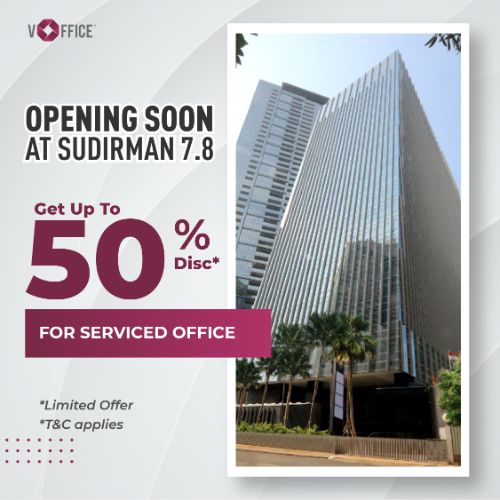 VOFFICE
OPENING SOON
AT SUDIRMAN 7.8
Get Up To
50%
Disc*
FOR SERVICED OFFICE
*Limited Offer
*T&C applies